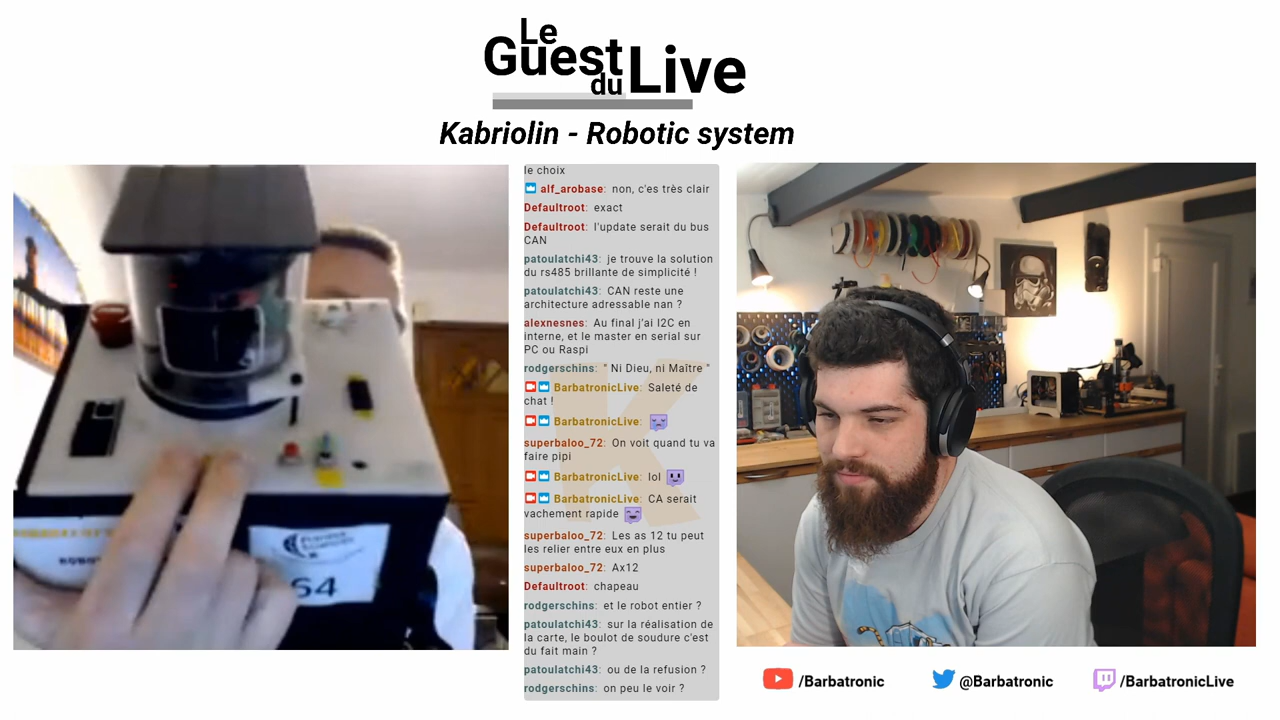 Le
Guest
du
Live
Kabriolin - Robotic system
le choix
alf_arobase: non, c'es très clair
Defaultroot: exact
Defaultroot: l'update serait du bus
CAN
patoulatchi43: je trouve la solution
du rs485 brillante de simplicité !
patoulatchi43: CAN reste une
architecture adressable nan ?
alexnesnes: Au final j'ai I2C en
interne, et le master en serial sur
PC ou Raspi
rodgerschins: " Ni Dieu, ni Maître "
BarbatronicLive: Saleté de
chat !
BarbatronicLive:
superbaloo_72: On voit quand tu va
faire pipi
BarbatronicLive: lol
BarbatronicLive: CA serait
vachement rapide
superbaloo_72: Les as 12 tu peut
les relier entre eux en plus
superbaloo_72: Ax12
Defaultroot: chapeau
rodgerschins: et le robot entier ?
patoulatchi43: sur la réalisation de
la carte, le boulot de soudure c'est
du fait main ?
patoulatchi43: ou de la refusion ?
rodgerschins: on peu le voir ?
64
/Barbatronic
@Barbatronic
/BarbatronicLive